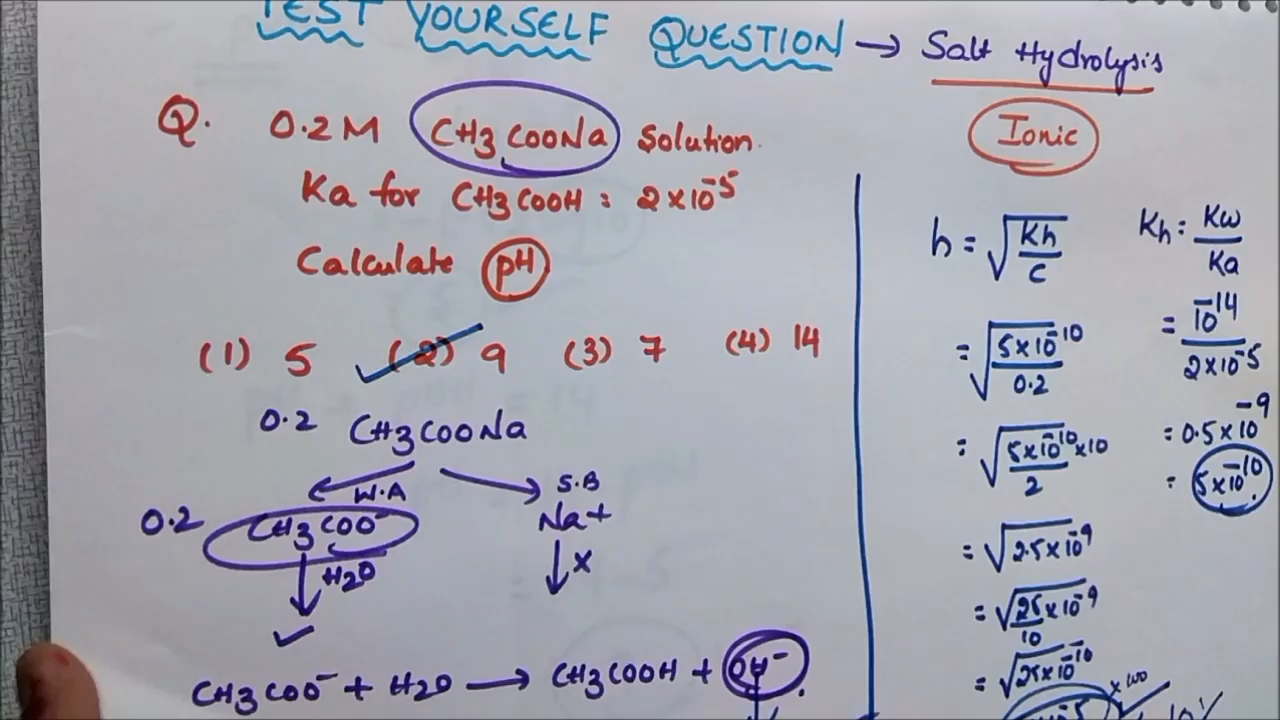 TEST YOURSELF QUESTION → Salt Hydrolysis
Ionic
Q. 0.2M CH3COONa Solution.
Ka for CH3COOH = 2×10⁻⁵
Calculate pH
(1) 5 (2) 9 (3) 7 (4) 14
0.2 CH3COONa
W.A S.B
0.2 CH3COO⁻ Na+
H2O ×
CH3COO⁻ + H2O → CH3COOH + OH⁻
h = √(Kh/C)
= √(5×10⁻¹⁰/0.2)
= √(5×10⁻¹⁰×10/2)
= √(2.5×10⁻⁹)
= √(25/10×10⁻⁹)
= √(25×10⁻¹⁰)
×100
Kh = Kw/Ka
= 10⁻¹⁴/2×10⁻⁵
= 0.5×10⁻⁹
= 5×10⁻¹⁰